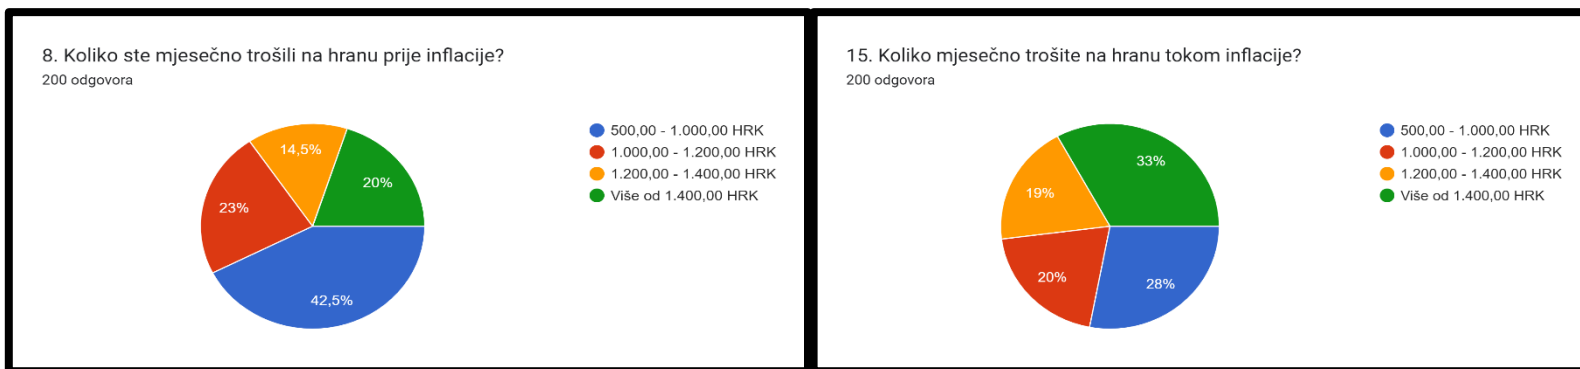 8. Koliko ste mjesečno trošili na hranu prije inflacije?
200 odgovora
14,5%
20%
23%
42,5%
500,00 - 1.000,00 HRK
1.000,00 - 1.200,00 HRK
1.200,00 - 1.400,00 HRK
Više od 1.400,00 HRK
15. Koliko mjesečno trošite na hranu tokom inflacije?
200 odgovora
33%
19%
20%
28%
500,00 - 1.000,00 HRK
1.000,00 - 1.200,00 HRK
1.200,00 - 1.400,00 HRK
Više od 1.400,00 HRK